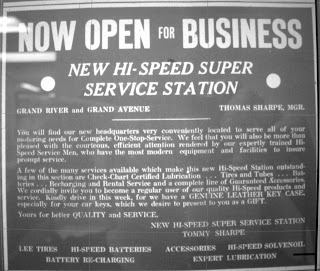 NOW OPEN FOR BUSINESS
NEW HI-SPEED SUPER
SERVICE STATION
GRAND RIVER and GRAND AVENUE THOMAS SHARPE, MGR.
You will find our new headquarters very conveniently located to serve all of your
motoring needs for Complete One-Stop-Service. We feel that you will also be more than
pleased with the courteous, efficient attention rendered by our expertly trained Hi-
Speed Service Men, who have the most modern equipment and facilities to insure
prompt service.
A few of the many services available which make this new Hi-Speed Station outstand-
ing in this section are Check-Chart Certified Lubrication . . . Tires and Tubes . . . Bat-
teries . . . Recharging and Rental Service and a complete line of Guaranteed Accessories.
We cordially invite you to become a regular user of our quality Hi-Speed products and
service. Kindly drive in this week, for we have a GENUINE LEATHER KEY CASE,
especially for your car keys, which we desire to present to you as a GIFT.
Yours for better QUALITY and SERVICE,
NEW HI-SPEED SUPER SERVICE STATION
TOMMY SHARPE
LEE TIRES HI-SPEED BATTERIES ACCESSORIES HI-SPEED SOLVENOIL
BATTERY RE-CHARGING EXPERT LUBRICATION